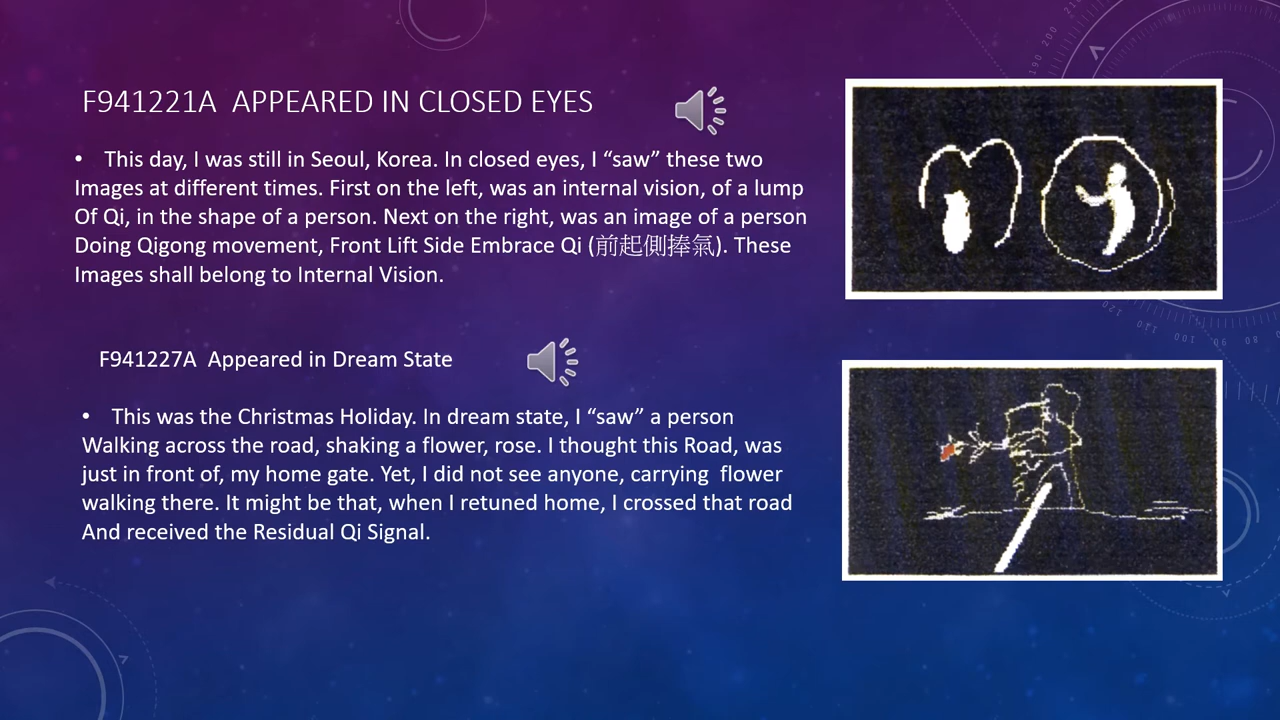 F941221A APPEARED IN CLOSED EYES
• This day, I was still in Seoul, Korea. In closed eyes, I “saw” these two
Images at different times. First on the left, was an internal vision, of a lump
Of Qi, in the shape of a person. Next on the right, was an image of a person
Doing Qigong movement, Front Lift Side Embrace Qi (前起側捧氣). These
Images shall belong to Internal Vision.
F941227A Appeared in Dream State
• This was the Christmas Holiday. In dream state, I “saw” a person
Walking across the road, shaking a flower, rose. I thought this Road, was
just in front of, my home gate. Yet, I did not see anyone, carrying flower
walking there. It might be that, when I retuned home, I crossed that road
And received the Residual Qi Signal.